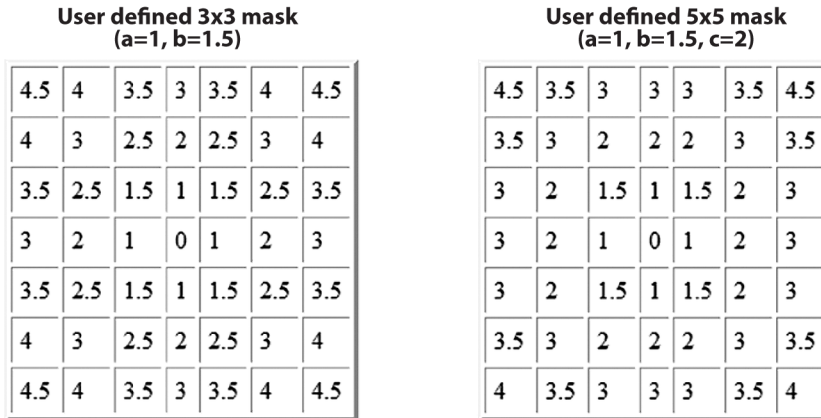 User defined 3x3 mask
(a=1, b=1.5)
4.5 4 3.5 3 3.5 4 4.5
4 3 2.5 2 2.5 3 4
3.5 2.5 1.5 1 1.5 2.5 3.5
3 2 1 0 1 2 3
3.5 2.5 1.5 1 1.5 2.5 3.5
4 3 2.5 2 2.5 3 4
4.5 4 3.5 3 3.5 4 4.5
User defined 5x5 mask
(a=1, b=1.5, c=2)
4.5 3.5 3 3 3 3.5 4.5
3.5 3 2 2 2 3 3.5
3 2 1.5 1 1.5 2 3
3 2 1 0 1 2 3
3 2 1.5 1 1.5 2 3
3.5 3 2 2 2 3 3.5
4 3.5 3 3 3 3.5 4